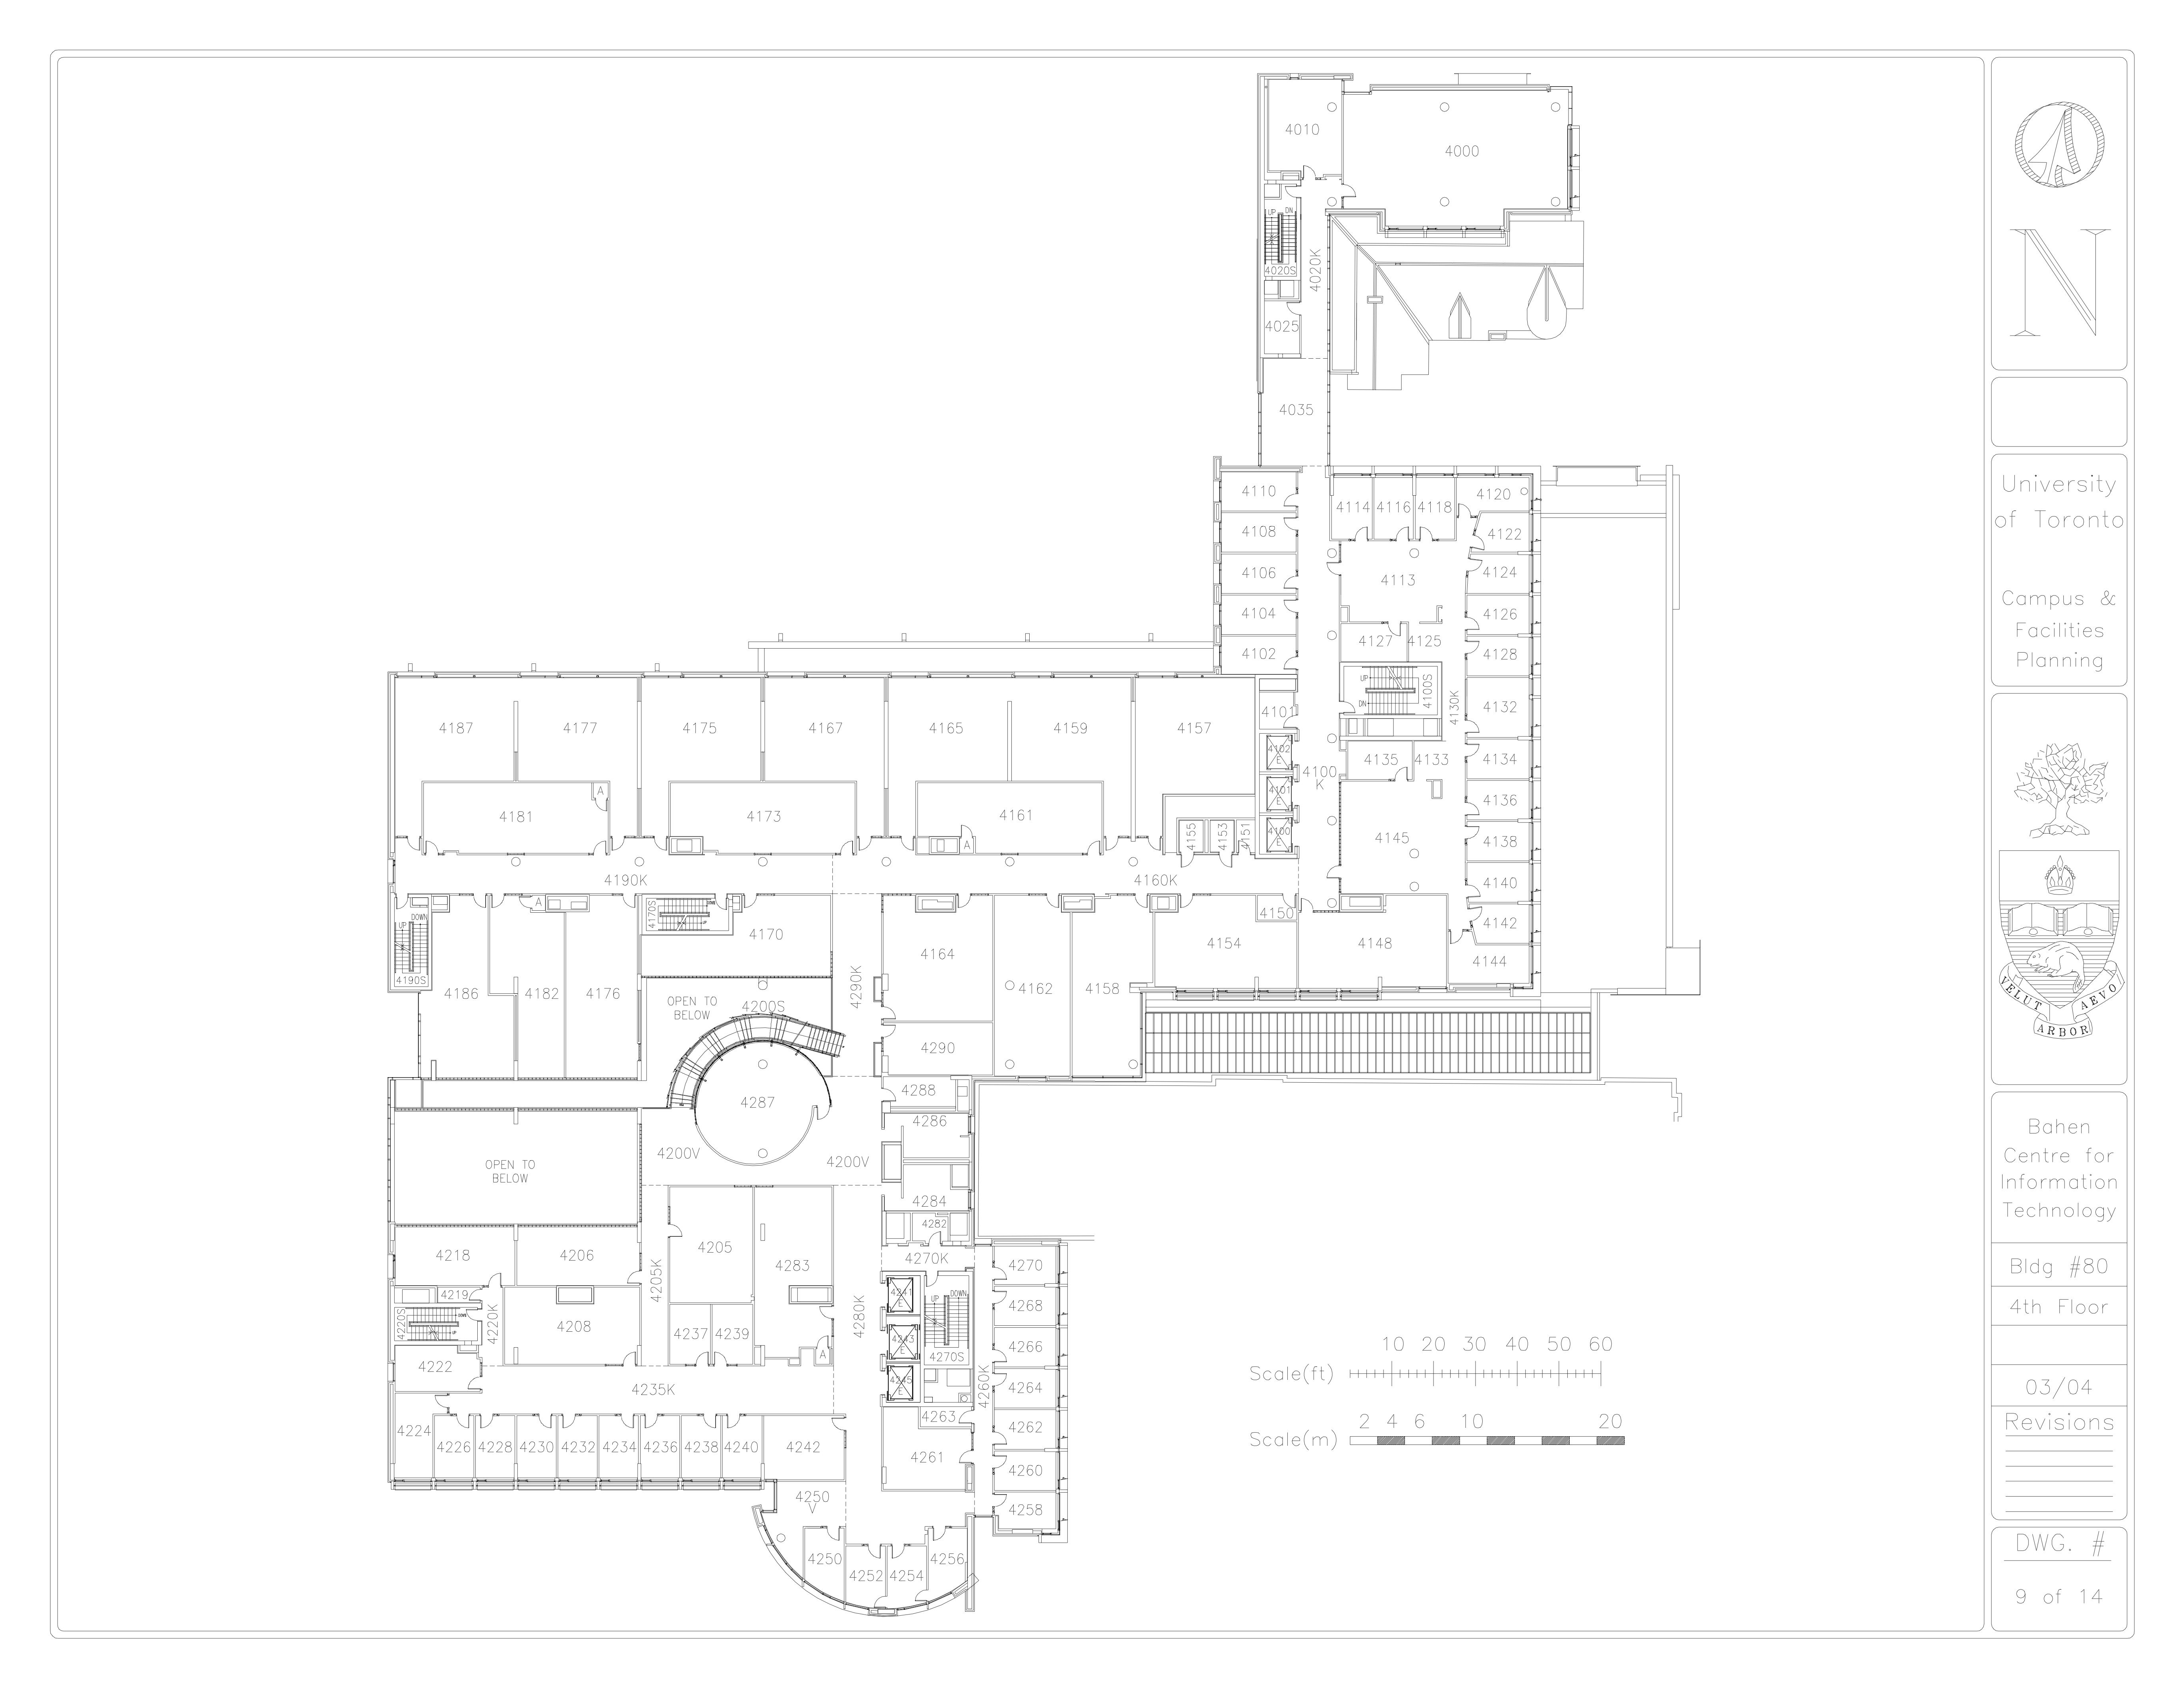 4010
4000
UP
DN
4020S
4020K
4025
4035
4110
4108
4106
4104
4102
4101
4114
4116
4118
4120
4122
4113
4124
4126
4127
4125
4128
UP
DN
4100S
4130K
4132
4102
E
4101
E
4100
E
4100
K
4135
4133
4134
4136
4145
4138
4140
4142
4144
4187
4177
4175
4167
4165
4159
4157
4181
A
4173
4161
A
4155
4153
4151
4190K
4160K
UP
DOWN
4190S
4186
A
4182
4176
4170S
DOWN
UP
4170
4290K
4164
4162
4158
4150
4154
4148
OPEN TO
BELOW
4200S
4290
4287
4288
4286
4200V
4200V
4284
4282
OPEN TO
BELOW
4218
4206
4205K
4205
4283
4270K
4219
4220S
DOWN
UP
4220K
4208
4237
4239
A
4280K
4241
E
4243
E
4245
E
UP
DOWN
4270S
4260K
4270
4268
4266
4264
4262
4260
4258
4222
4235K
4224
4226
4228
4230
4232
4234
4236
4238
4240
4242
4263
4261
4250
V
4250
4252
4254
4256
10 20 30 40 50 60
Scale(ft)
2 4 6 10 20
Scale(m)
N
University
of Toronto
Campus &
Facilities
Planning
VELUT ARBOR AEVO
Bahen
Centre for
Information
Technology
Bldg #80
4th Floor
03/04
Revisions
DWG. #
9 of 14